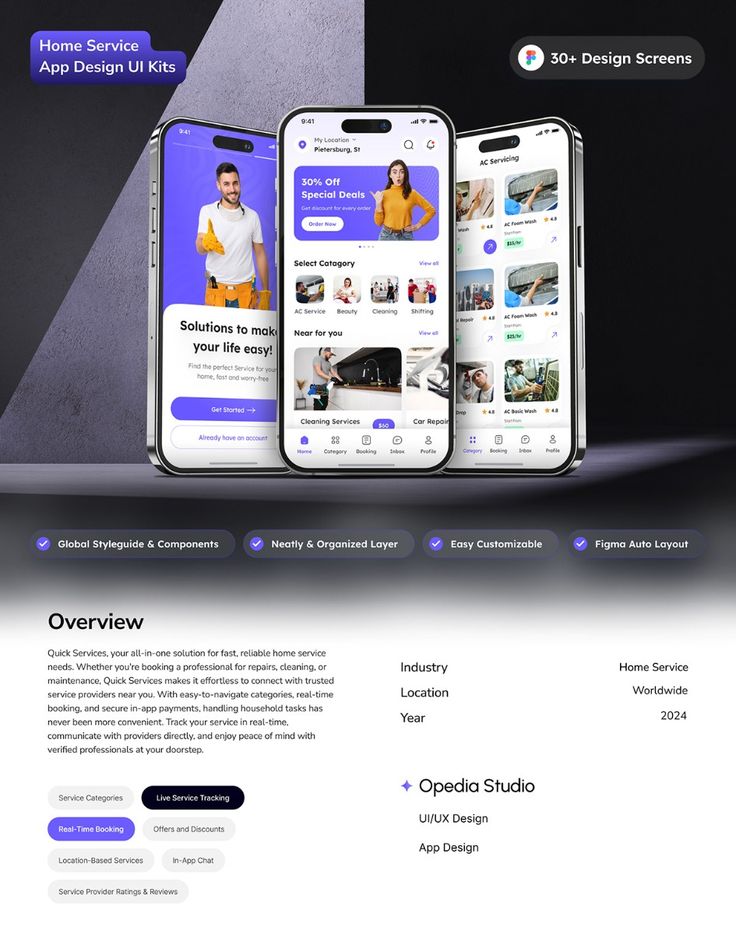 Home Service
App Design UI Kits
30+ Design Screens
9:41
Solutions to make
your life easy!
Find the perfect Service for your
home, fast and worry-free
Get Started →
Already have an account
9:41
My Location
Pietersburg, St
30% Off
Special Deals
Get discount for every order
Order Now
Select Catagory
View all
AC Service
Beauty
Cleaning
Shifting
Near for you
View all
Cleaning Services
$60
Car Repair
Home
Category
Booking
Inbox
Profile
AC Servicing
4.8
AC Foam Wash
4.8
Start From
$15/hr
Repair
4.8
AC Foam Wash
4.8
Start From
$25/hr
Drop
4.8
AC Basic Wash
4.8
Start From
Category
Booking
Inbox
Profile
Global Styleguide & Components
Neatly & Organized Layer
Easy Customizable
Figma Auto Layout
Overview
Quick Services, your all-in-one solution for fast, reliable home service
needs. Whether you're booking a professional for repairs, cleaning, or
maintenance, Quick Services makes it effortless to connect with trusted
service providers near you. With easy-to-navigate categories, real-time
booking, and secure in-app payments, handling household tasks has
never been more convenient. Track your service in real-time,
communicate with providers directly, and enjoy peace of mind with
verified professionals at your doorstep.
Industry
Home Service
Location
Worldwide
Year
2024
Service Categories
Live Service Tracking
Real-Time Booking
Offers and Discounts
Location-Based Services
In-App Chat
Service Provider Ratings & Reviews
Opedia Studio
UI/UX Design
App Design